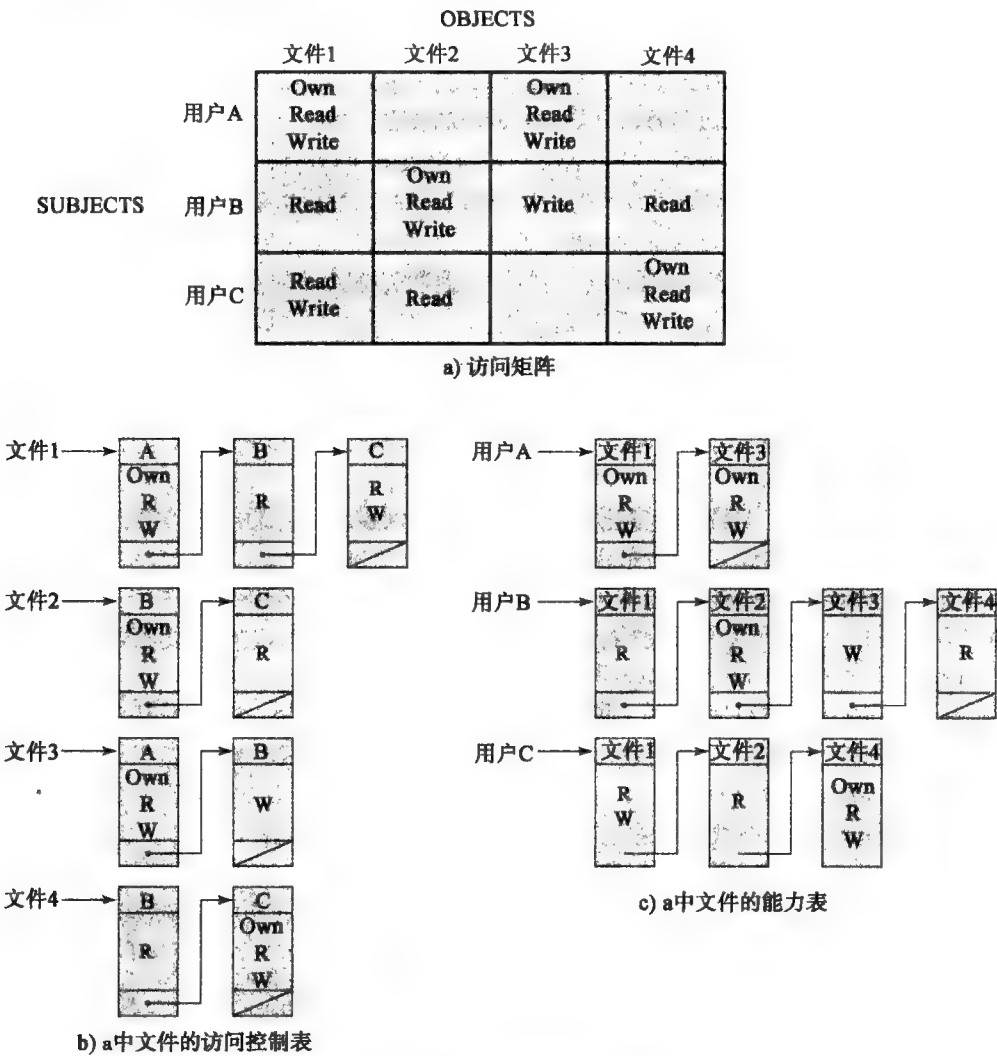 OBJECTS
文件1 文件2 文件3 文件4
SUBJECTS
用户A
Own
Read
Write
Own
Read
Write
用户B
Read
Own
Read
Write
Write
Read
用户C
Read
Write
Read
Own
Read
Write
a) 访问矩阵
文件1
A
Own
R
W
B
R
C
R
W
文件2
B
Own
R
W
C
R
文件3
A
Own
R
W
B
W
文件4
B
R
C
Own
R
W
b) a中文件的访问控制表
用户A
文件1
Own
R
W
文件3
Own
R
W
用户B
文件1
R
文件2
Own
R
W
文件3
W
文件4
R
用户C
文件1
R
W
文件2
R
文件4
Own
R
W
c) a中文件的能力表